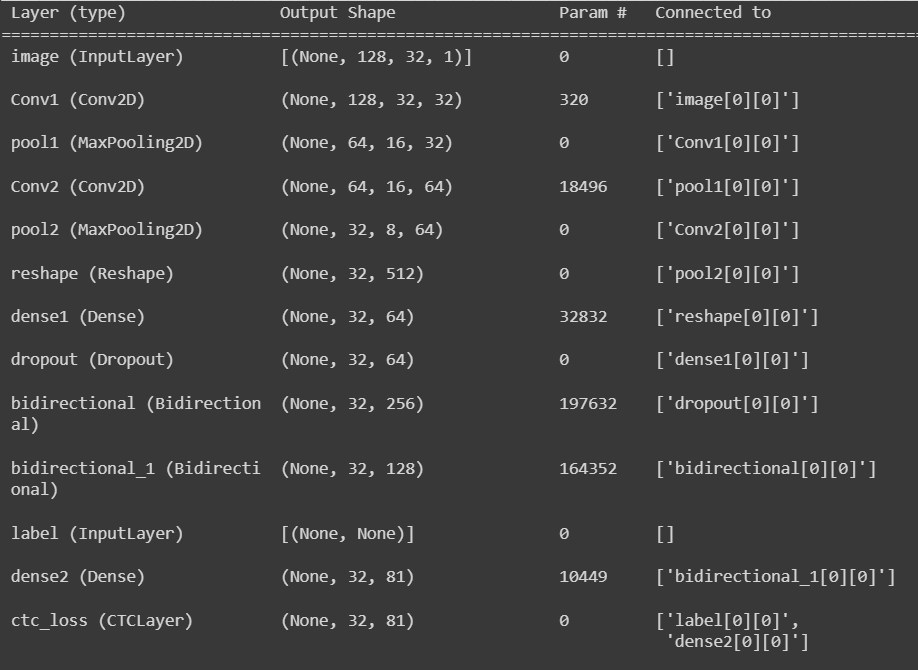 Layer (type) Output Shape Param # Connected to
==================================================================================================
image (InputLayer) [(None, 128, 32, 1)] 0 []
Conv1 (Conv2D) (None, 128, 32, 32) 320 ['image[0][0]']
pool1 (MaxPooling2D) (None, 64, 16, 32) 0 ['Conv1[0][0]']
Conv2 (Conv2D) (None, 64, 16, 64) 18496 ['pool1[0][0]']
pool2 (MaxPooling2D) (None, 32, 8, 64) 0 ['Conv2[0][0]']
reshape (Reshape) (None, 32, 512) 0 ['pool2[0][0]']
dense1 (Dense) (None, 32, 64) 32832 ['reshape[0][0]']
dropout (Dropout) (None, 32, 64) 0 ['dense1[0][0]']
bidirectional (Bidirection (None, 32, 256) 197632 ['dropout[0][0]']
al)
bidirectional_1 (Bidirecti (None, 32, 128) 164352 ['bidirectional[0][0]']
onal)
label (InputLayer) [(None, None)] 0 []
dense2 (Dense) (None, 32, 81) 10449 ['bidirectional_1[0][0]']
ctc_loss (CTCLayer) (None, 32, 81) 0 ['label[0][0]',
'dense2[0][0]']